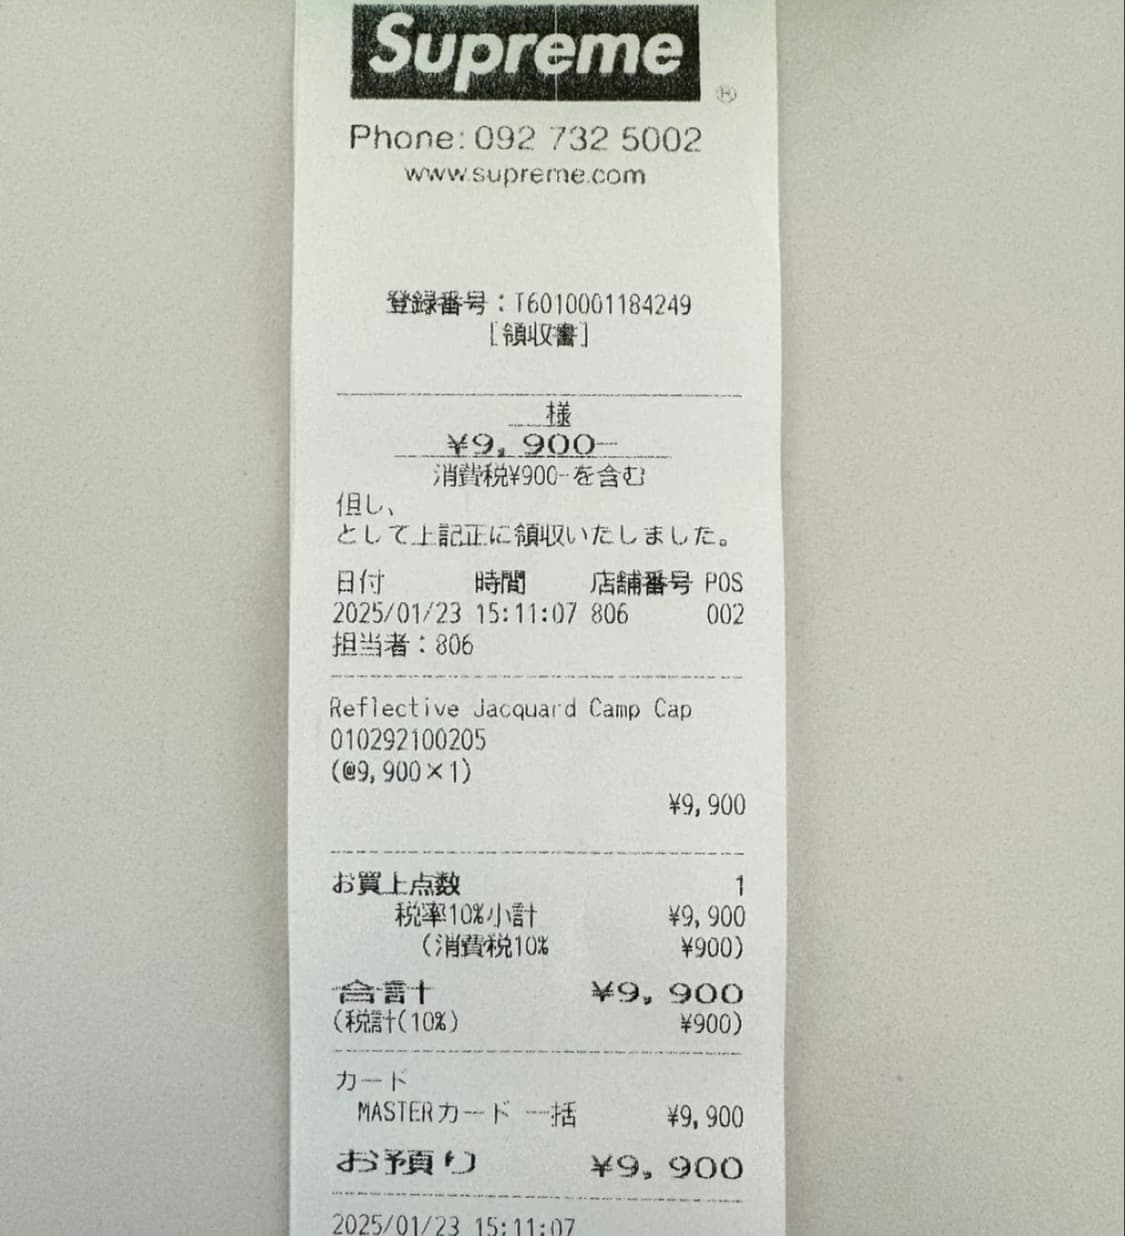 Supreme
®
Phone: 092 732 5002
www.supreme.com
登録番号：T6010001184249
[領収書]
様
¥9,900-
消費税¥900-を含む
但し、
として上記正に領収いたしました。
日付 時間 店舗番号 POS
2025/01/23 15:11:07 806 002
担当者：806
Reflective Jacquard Camp Cap
010292100205
(@9,900×1)
¥9,900
お買上点数 1
税率10%小計 ¥9,900
(消費税10% ¥900)
合計 ¥9,900
(税計(10%) ¥900)
カード
MASTERカード 一括 ¥9,900
お預り ¥9,900
2025/01/23 15:11:07